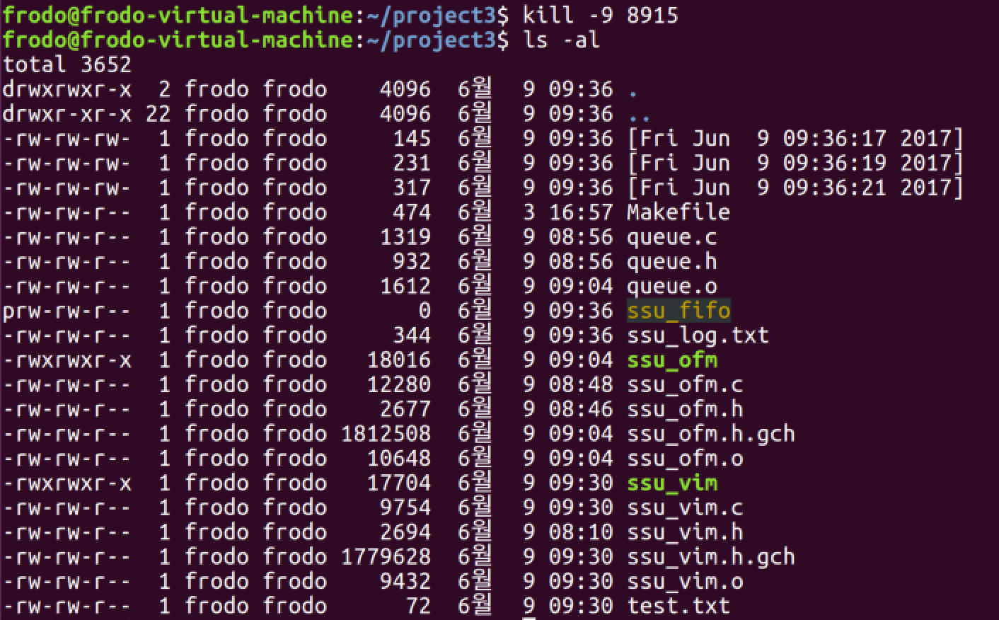 frodo@frodo-virtual-machine:~/project3$ kill -9 8915
frodo@frodo-virtual-machine:~/project3$ ls -al
total 3652
drwxrwxr-x  2 frodo frodo    4096  6월   9 09:36 .
drwxr-xr-x 22 frodo frodo    4096  6월   9 09:36 ..
-rw-rw-rw-  1 frodo frodo     145  6월   9 09:36 [Fri Jun  9 09:36:17 2017]
-rw-rw-rw-  1 frodo frodo     231  6월   9 09:36 [Fri Jun  9 09:36:19 2017]
-rw-rw-rw-  1 frodo frodo     317  6월   9 09:36 [Fri Jun  9 09:36:21 2017]
-rw-rw-r--  1 frodo frodo     474  6월   3 16:57 Makefile
-rw-rw-r--  1 frodo frodo    1319  6월   9 08:56 queue.c
-rw-rw-r--  1 frodo frodo     932  6월   9 08:56 queue.h
-rw-rw-r--  1 frodo frodo    1612  6월   9 09:04 queue.o
prw-rw-r--  1 frodo frodo       0  6월   9 09:36 ssu_fifo
-rw-rw-r--  1 frodo frodo     344  6월   9 09:36 ssu_log.txt
-rwxrwxr-x  1 frodo frodo   18016  6월   9 09:04 ssu_ofm
-rw-rw-r--  1 frodo frodo   12280  6월   9 08:48 ssu_ofm.c
-rw-rw-r--  1 frodo frodo    2677  6월   9 08:46 ssu_ofm.h
-rw-rw-r--  1 frodo frodo 1812508  6월   9 09:04 ssu_ofm.h.gch
-rw-rw-r--  1 frodo frodo   10648  6월   9 09:04 ssu_ofm.o
-rwxrwxr-x  1 frodo frodo   17704  6월   9 09:30 ssu_vim
-rw-rw-r--  1 frodo frodo    9754  6월   9 09:30 ssu_vim.c
-rw-rw-r--  1 frodo frodo    2694  6월   9 08:10 ssu_vim.h
-rw-rw-r--  1 frodo frodo 1779628  6월   9 09:30 ssu_vim.h.gch
-rw-rw-r--  1 frodo frodo    9432  6월   9 09:30 ssu_vim.o
-rw-rw-r--  1 frodo frodo      72  6월   9 09:30 test.txt